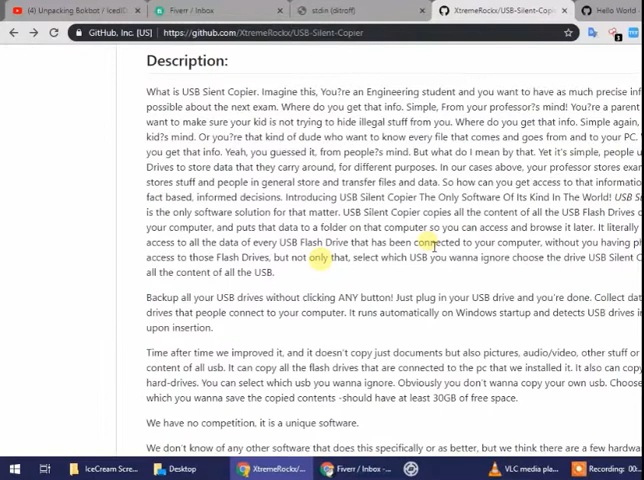 (4) Unpacking Bokbot / IcedID
Fiverr / Inbox
stdin (ditroff)
XtremeRockx/USB-Silent-Copier
Hello World
GitHub, Inc. [US]
https://github.com/XtremeRockx/USB-Silent-Copier
Description:
What is USB Sient Copier. Imagine this, You?re an Engineering student and you want to have as much precise inf
possible about the next exam. Where do you get that info. Simple, From your professor?s mind! You?re a parent
want to make sure your kid is not trying to hide illegal stuff from you. Where do you get that info. Simple again,
kid?s mind. Or you?re that kind of dude who want to know every file that comes and goes from and to your PC.
you get that info. Yeah, you guessed it, from people?s mind. But what do I mean by that. Yet it's simple, people u
Drives to store data that they carry around, for different purposes. In our cases above, your professor stores exam
stores stuff and people in general store and transfer files and data. So how can you get access to that informatio
fact based, informed decisions. Introducing USB Silent Copier The Only Software Of Its Kind In The World! USB S
is the only software solution for that matter. USB Silent Copier copies all the content of all the USB Flash Drives c
your computer, and puts that data to a folder on that computer so you can access and browse it later. It literally
access to all the data of every USB Flash Drive that has been connected to your computer, without you having ph
access to those Flash Drives, but not only that, select which USB you wanna ignore choose the drive USB Silent C
all the content of all the USB.
Backup all your USB drives without clicking ANY button! Just plug in your USB drive and you're done. Collect dat
drives that people connect to your computer. It runs automatically on Windows startup and detects USB drives in
upon insertion.
Time after time we improved it, and it doesn't copy just documents but also pictures, audio/video, other stuff or
content of all usb. It can copy all the flash drives that are connected to the pc that we installed it. It also can copy
hard-drives. You can select which usb you wanna ignore. Obviously you don't wanna copy your own usb. Choose
which you wanna save the copied contents -should have at least 30GB of free space.
We have no competition, it is a unique software.
We don't know of any other software that does this specifically or as better, but we think there are a few hardwa
IceCream Scre...
Desktop
XtremeRockx/...
Fiverr / Inbox -...
VLC media pla...
Recording: 00...